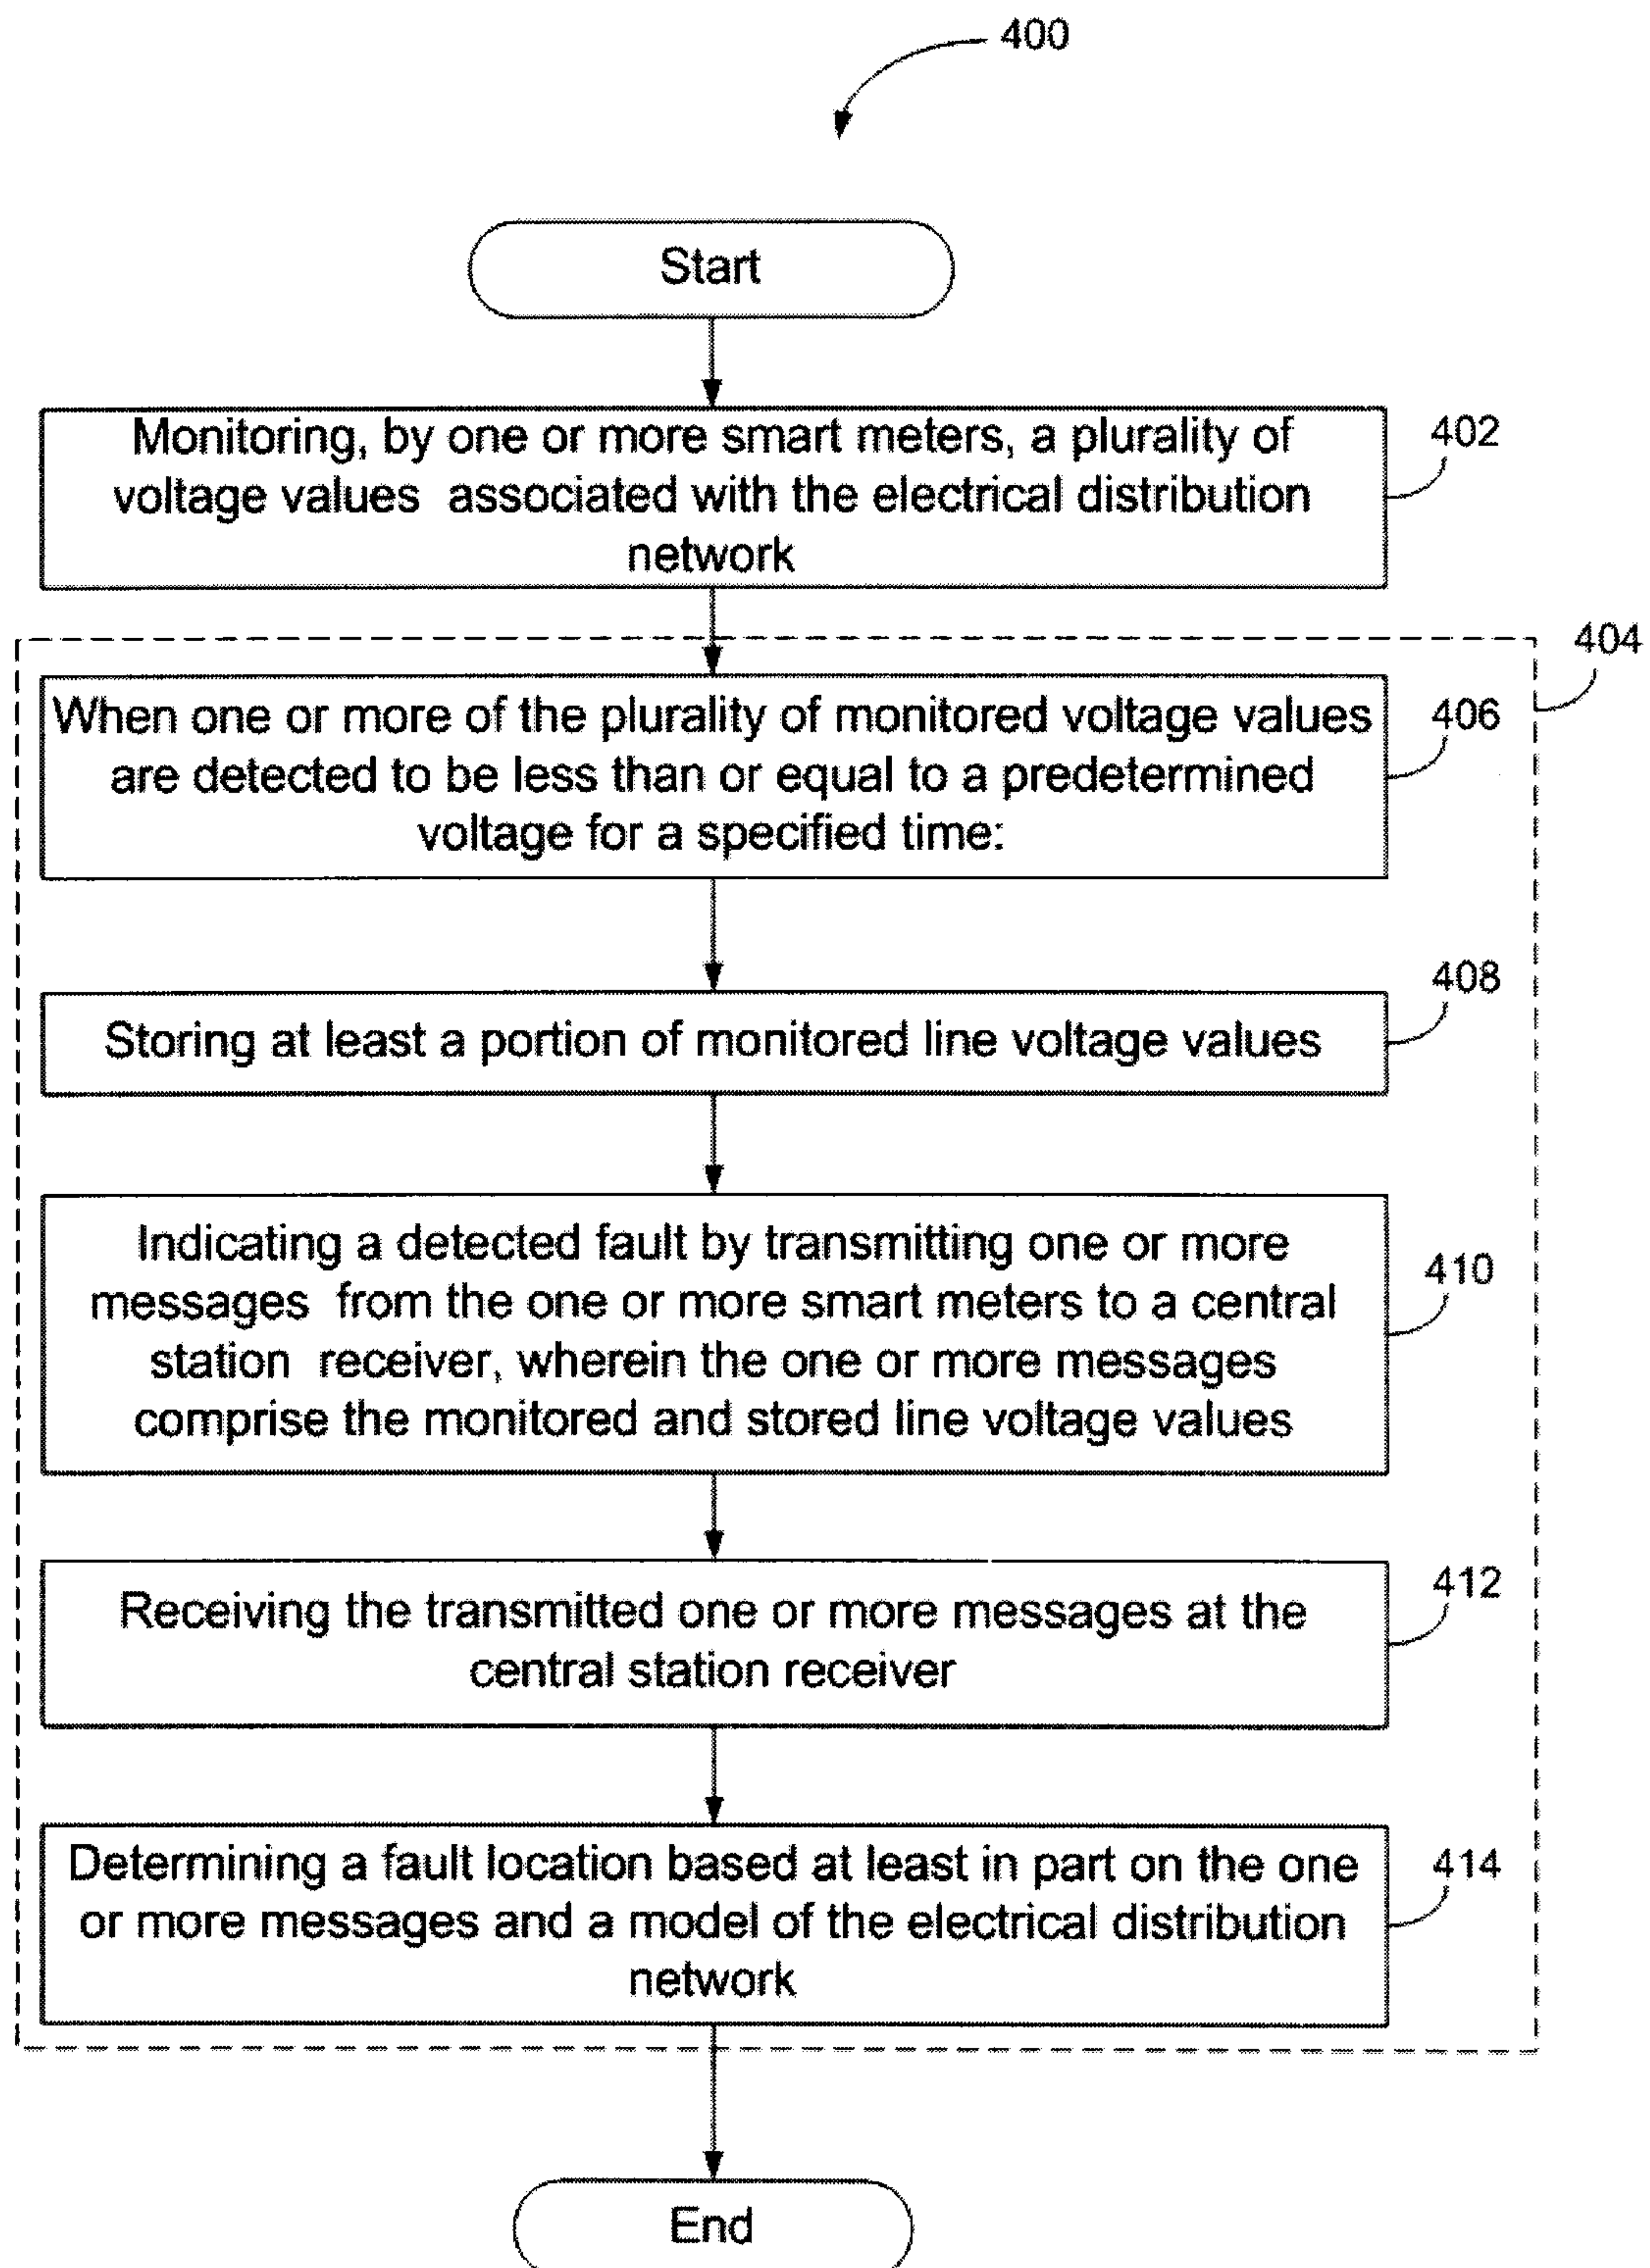 400
Start
Monitoring, by one or more smart meters, a plurality of
voltage values associated with the electrical distribution
network
402
404
When one or more of the plurality of monitored voltage values
are detected to be less than or equal to a predetermined
voltage for a specified time:
406
408
Storing at least a portion of monitored line voltage values
Indicating a detected fault by transmitting one or more
messages from the one or more smart meters to a central
station receiver, wherein the one or more messages
comprise the monitored and stored line voltage values
410
Receiving the transmitted one or more messages at the
central station receiver
412
Determining a fault location based at least in part on the one
or more messages and a model of the electrical distribution
network
414
End